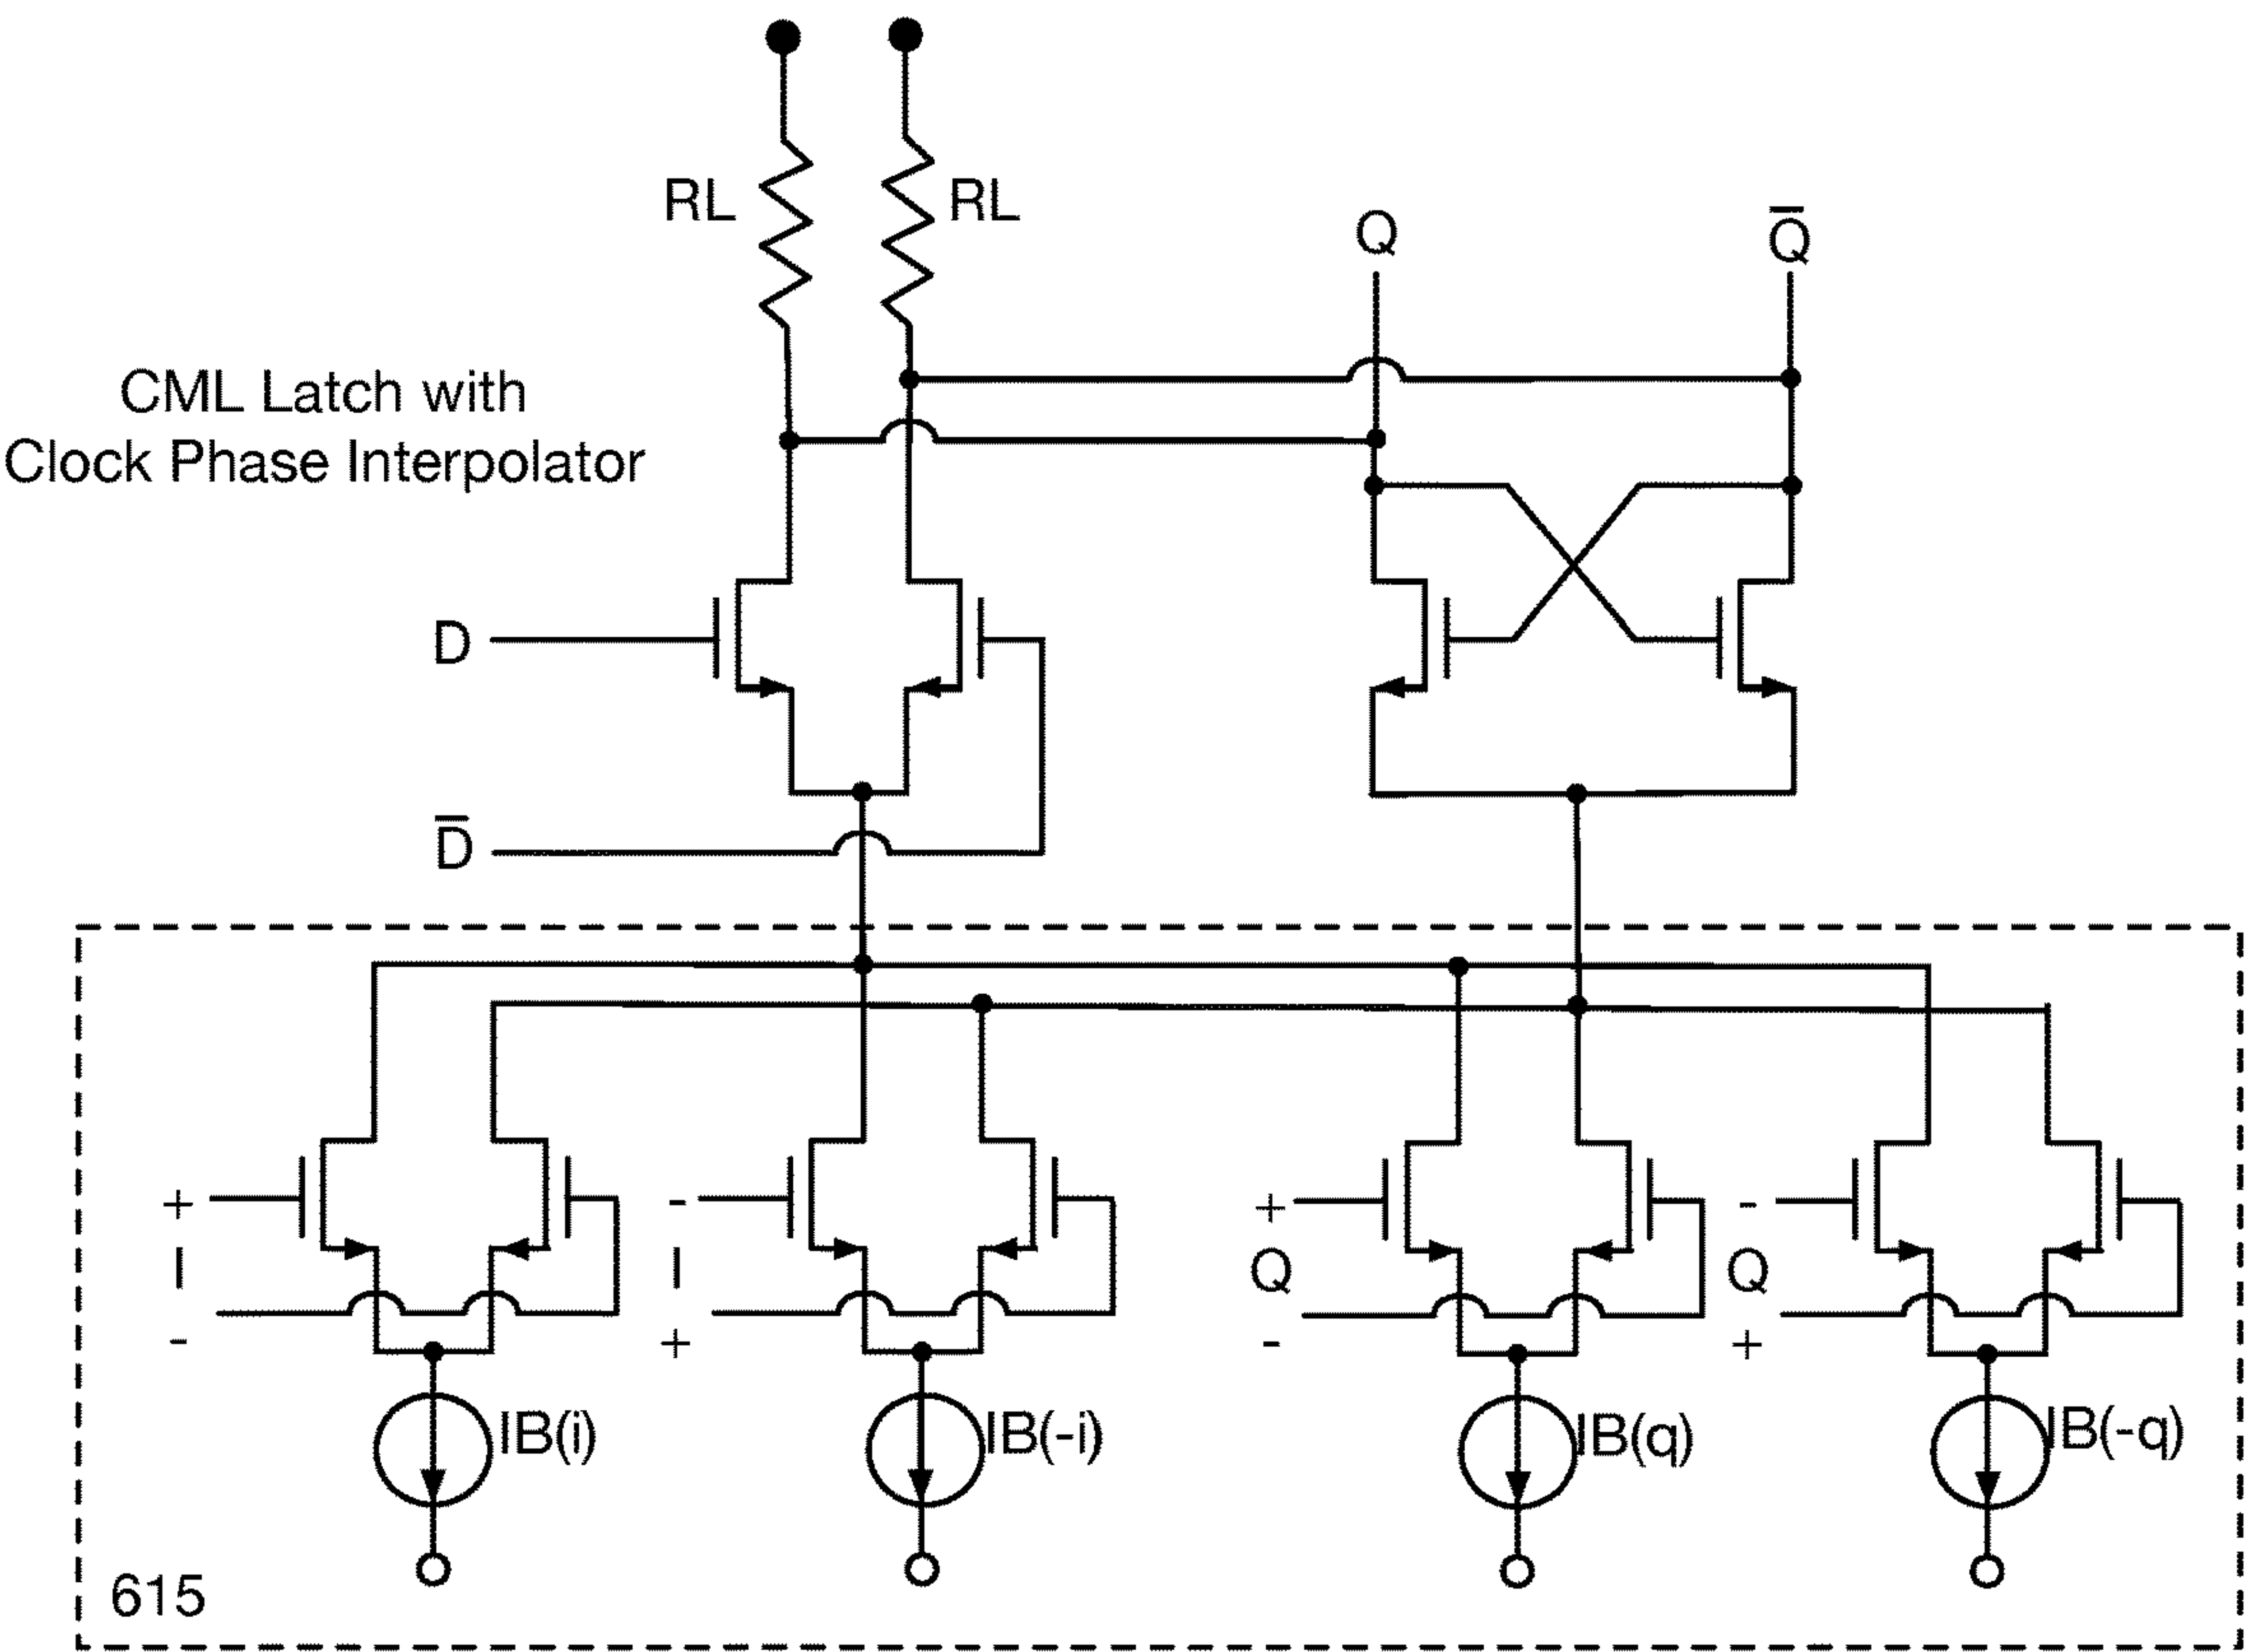 RL
RL
Q
Q̅
CML Latch with
Clock Phase Interpolator
D
D̅
+
I
-
-
I
+
+
Q
-
-
Q
+
IB(i)
IB(-i)
IB(q)
IB(-q)
615